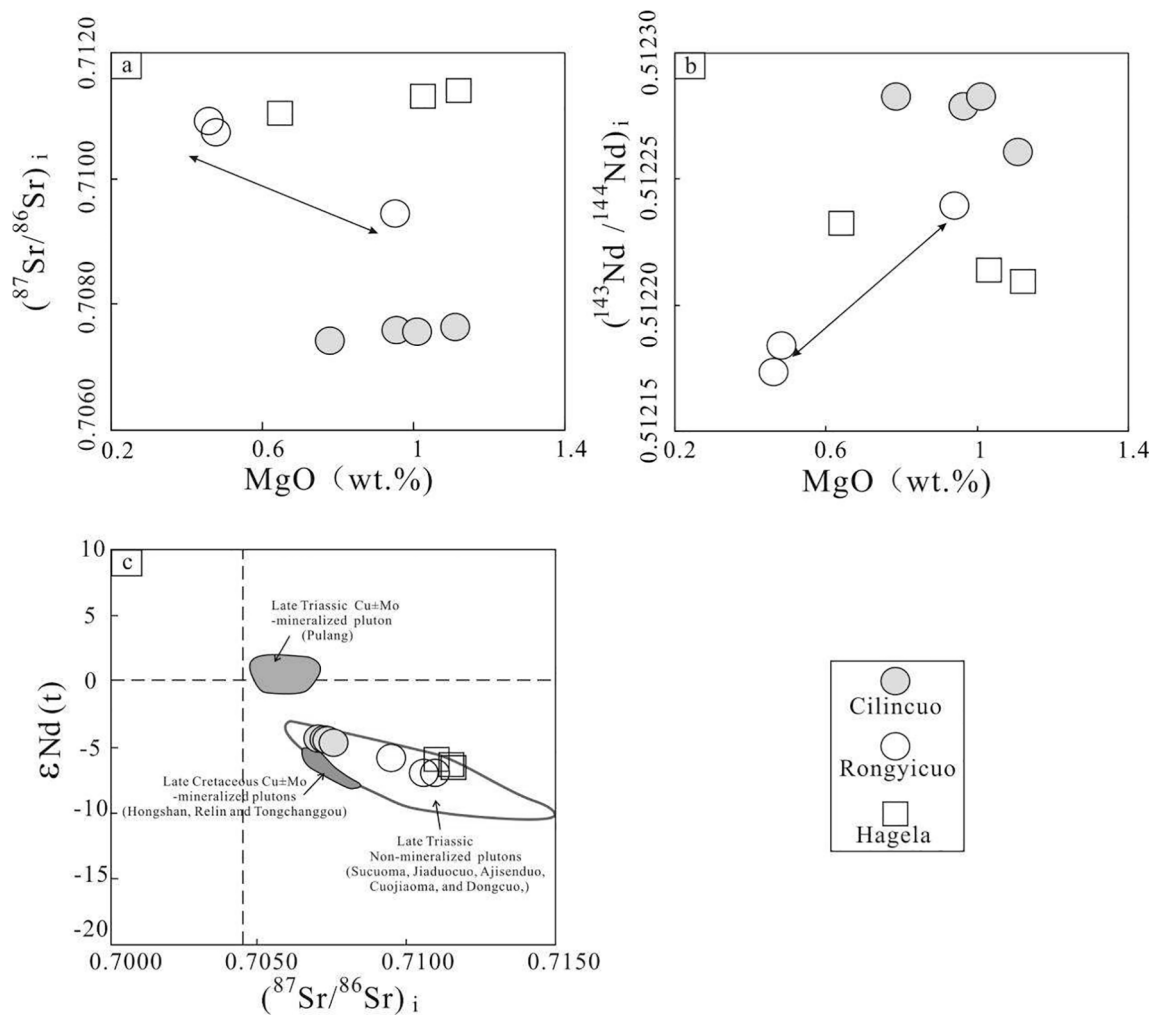 a
0.7120
0.7100
0.7080
0.7060
(87Sr/86Sr) i
0.2
0.6
1
1.4
MgO (wt.%)
b
0.51230
0.51225
0.51220
0.51215
(143Nd /144Nd) i
0.2
0.6
1
1.4
MgO (wt.%)
c
10
5
0
-5
-10
-15
-20
εNd(t)
Late Triassic Cu±Mo
-mineralized pluton
(Pulang)
Late Cretaceous Cu±Mo
-mineralized plutons
(Hongshan, Relin and Tongchanggou)
Late Triassic
Non-mineralized plutons
(Sucuoma, Jiaduocuo, Ajisenduo,
Cuojiaoma, and Dongcuo,)
0.7000
0.7050
0.7100
0.7150
(87Sr/86Sr) i
Cilincuo
Rongyicuo
Hagela